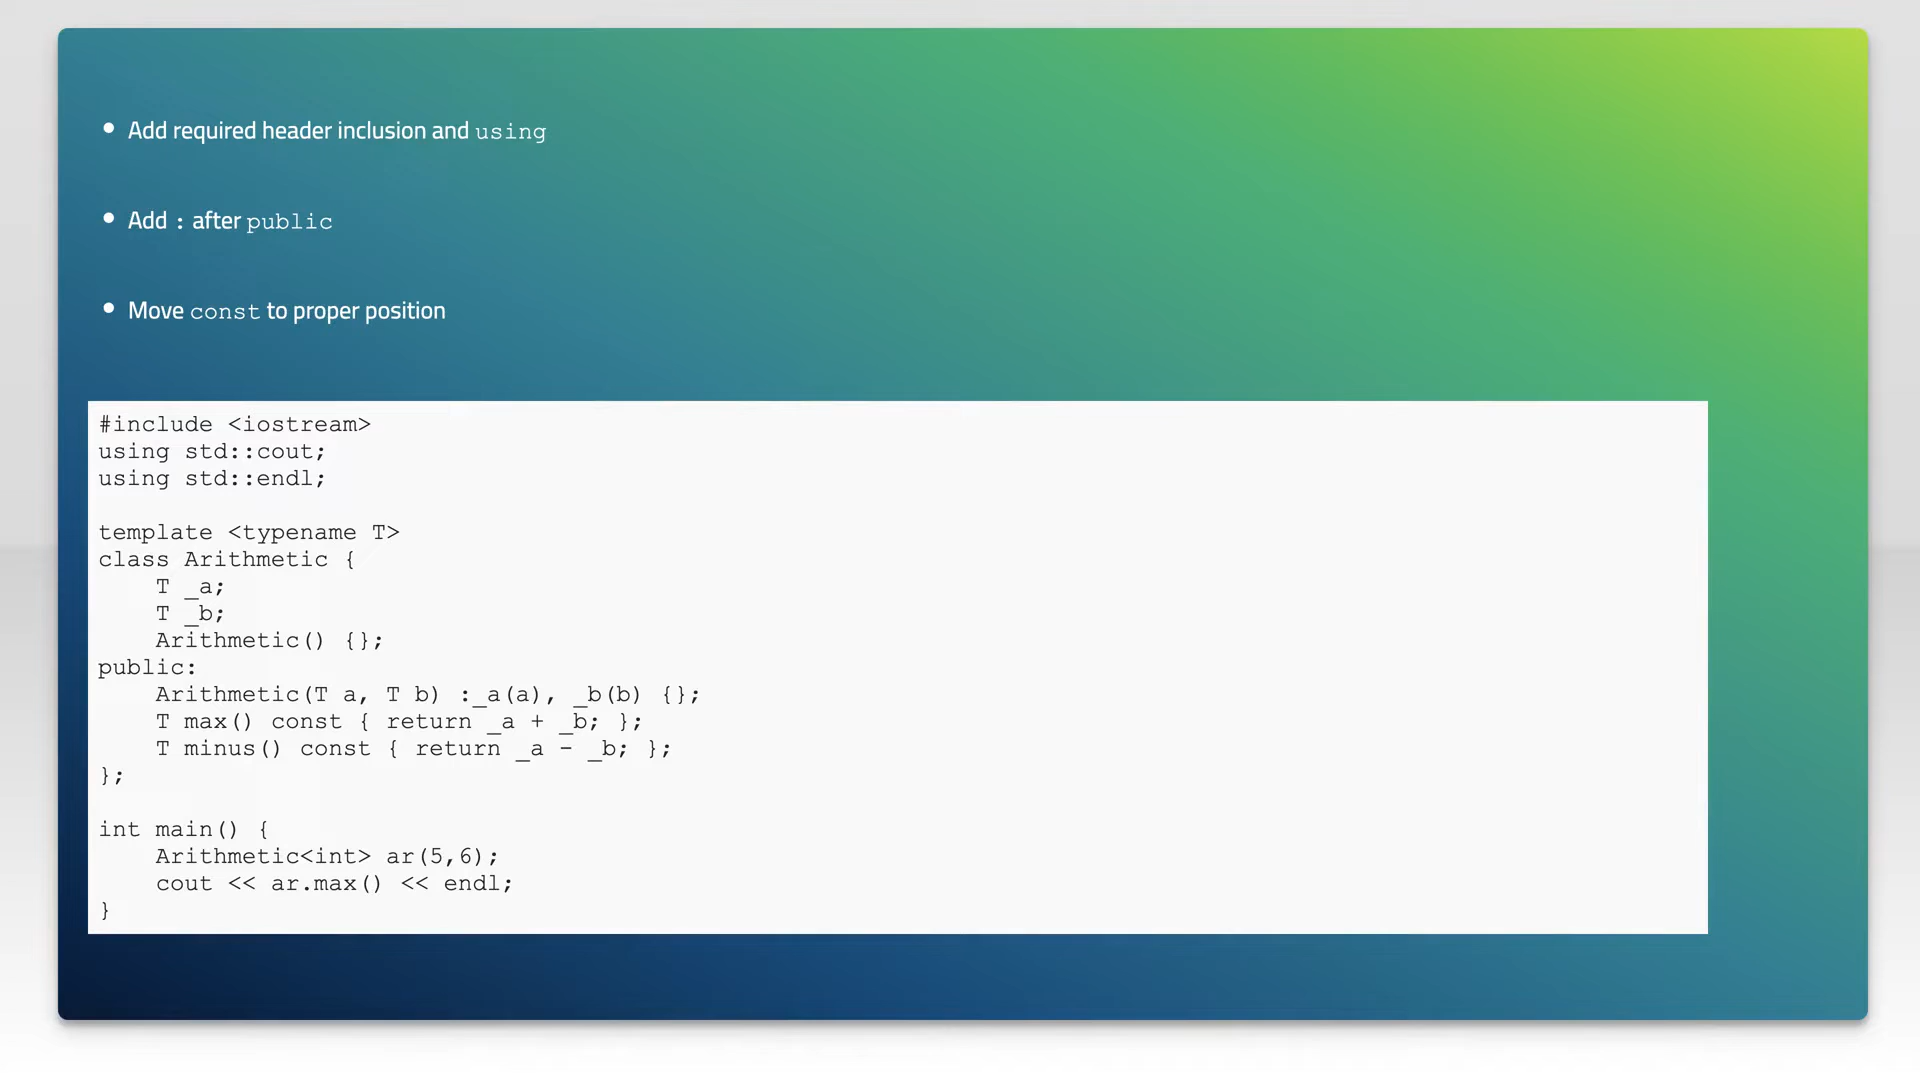 • Add required header inclusion and using
• Add : after public
• Move const to proper position
#include <iostream>
using std::cout;
using std::endl;

template <typename T>
class Arithmetic {
    T _a;
    T _b;
    Arithmetic() {};
public:
    Arithmetic(T a, T b) :_a(a), _b(b) {};
    T max() const { return _a + _b; };
    T minus() const { return _a - _b; };
};

int main() {
    Arithmetic<int> ar(5,6);
    cout << ar.max() << endl;
}